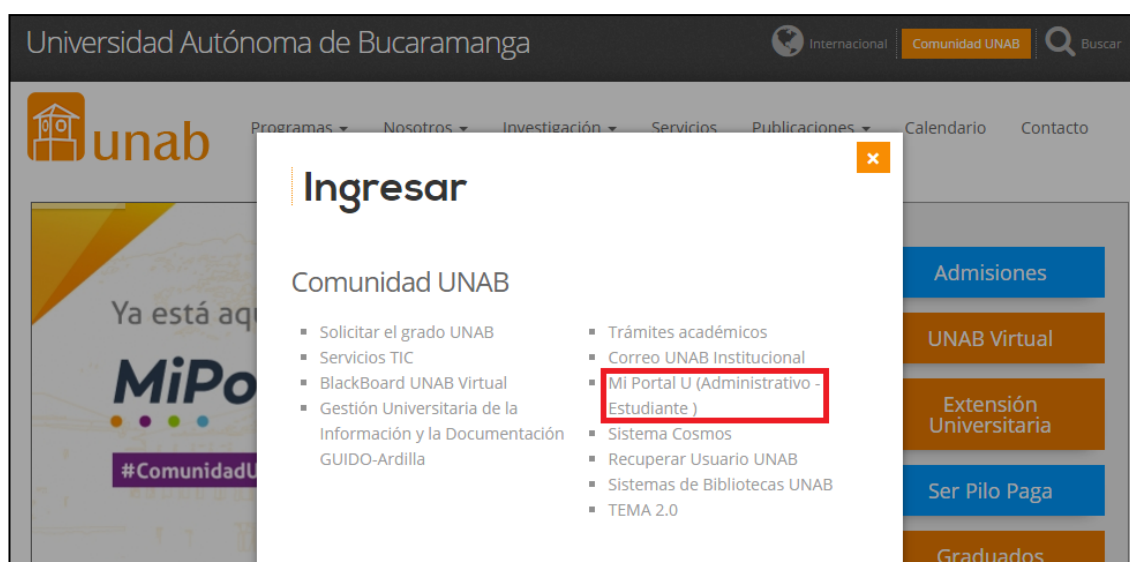 Universidad Autónoma de Bucaramanga
Internacional
Comunidad UNAB
Buscar
unab
Programas
Nosotros
Investigación
Servicios
Publicaciones
Calendario
Contacto
×
Ingresar
Comunidad UNAB
Solicitar el grado UNAB
Servicios TIC
BlackBoard UNAB Virtual
Gestión Universitaria de la
Información y la Documentación
GUIDO-Ardilla
Trámites académicos
Correo UNAB Institucional
Mi Portal U (Administrativo -
Estudiante )
Sistema Cosmos
Recuperar Usuario UNAB
Sistemas de Bibliotecas UNAB
TEMA 2.0
Ya está aq
MiPo
#ComunidadU
Admisiones
UNAB Virtual
Extensión
Universitaria
Ser Pilo Paga
Graduados